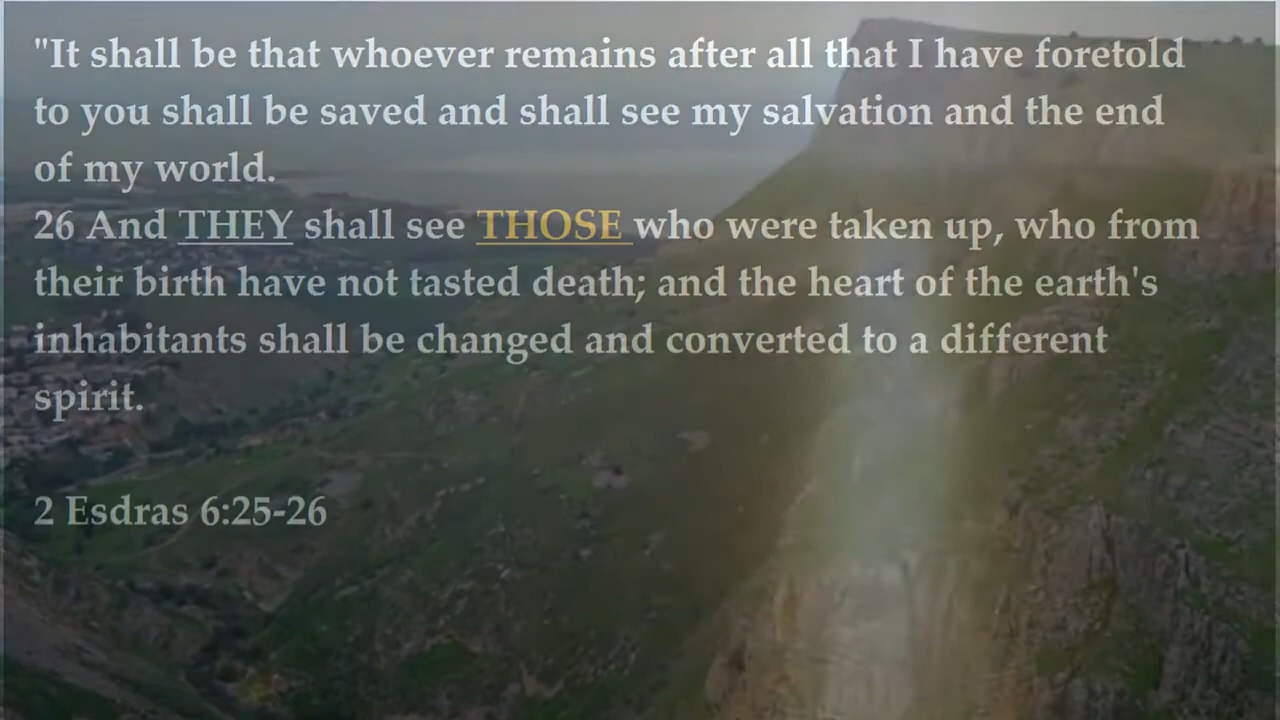 "It shall be that whoever remains after all that I have foretold
to you shall be saved and shall see my salvation and the end
of my world.
26 And THEY shall see THOSE who were taken up, who from
their birth have not tasted death; and the heart of the earth's
inhabitants shall be changed and converted to a different
spirit.
2 Esdras 6:25-26